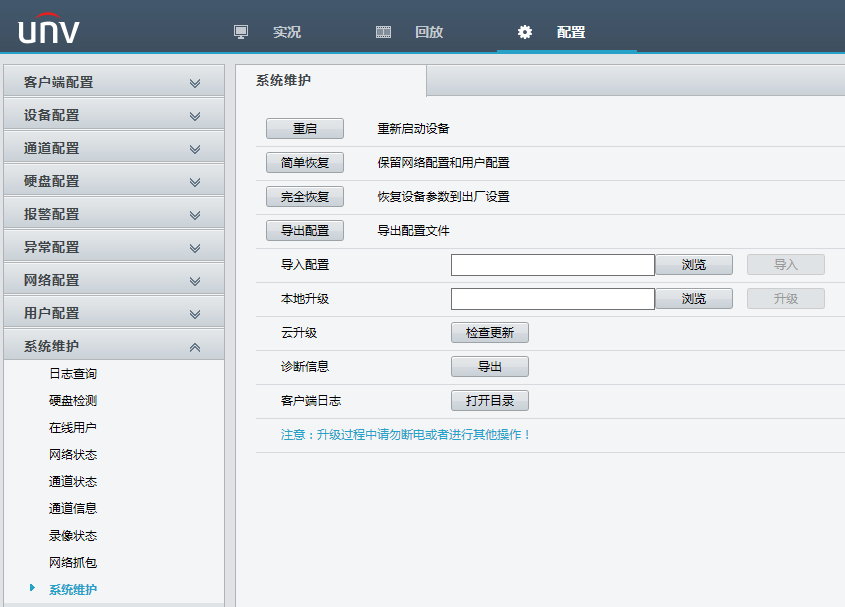 unv
实况
回放
配置
客户端配置
设备配置
通道配置
硬盘配置
报警配置
异常配置
网络配置
用户配置
系统维护
日志查询
硬盘检测
在线用户
网络状态
通道状态
通道信息
录像状态
网络抓包
系统维护
系统维护
重启 重新启动设备
简单恢复 保留网络配置和用户配置
完全恢复 恢复设备参数到出厂设置
导出配置 导出配置文件
导入配置 浏览 导入
本地升级 浏览 升级
云升级 检查更新
诊断信息 导出
客户端日志 打开目录
注意：升级过程中请勿断电或者进行其他操作！